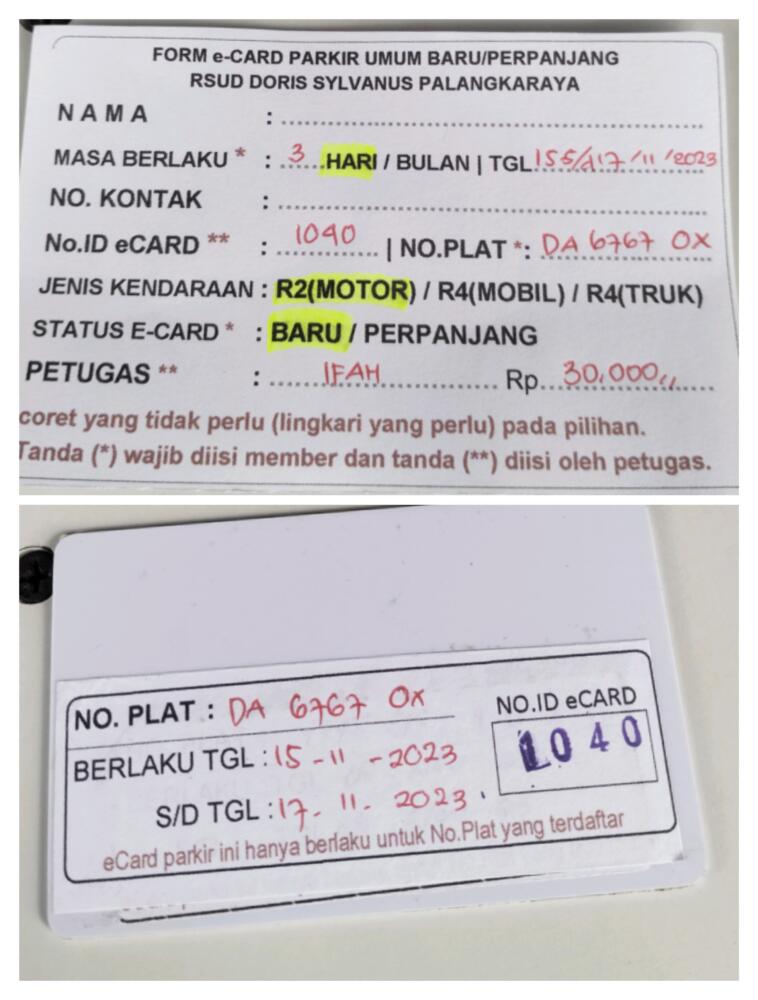 FORM e-CARD PARKIR UMUM BARU/PERPANJANG
RSUD DORIS SYLVANUS PALANGKARAYA
NAMA :
MASA BERLAKU * : 3 HARI / BULAN | TGL 15 S/d 17/11/2023
NO. KONTAK :
No.ID eCARD ** : 1040 | NO.PLAT *: DA 6767 OX
JENIS KENDARAAN : R2(MOTOR) / R4(MOBIL) / R4(TRUK)
STATUS E-CARD * : BARU / PERPANJANG
PETUGAS ** : IFAH Rp. 30.000,,
coret yang tidak perlu (lingkari yang perlu) pada pilihan.
Tanda (*) wajib diisi member dan tanda (**) diisi oleh petugas.
NO. PLAT : DA 6767 OX
NO.ID eCARD
1040
BERLAKU TGL : 15-11-2023
S/D TGL : 17-11-2023
eCard parkir ini hanya berlaku untuk No.Plat yang terdaftar